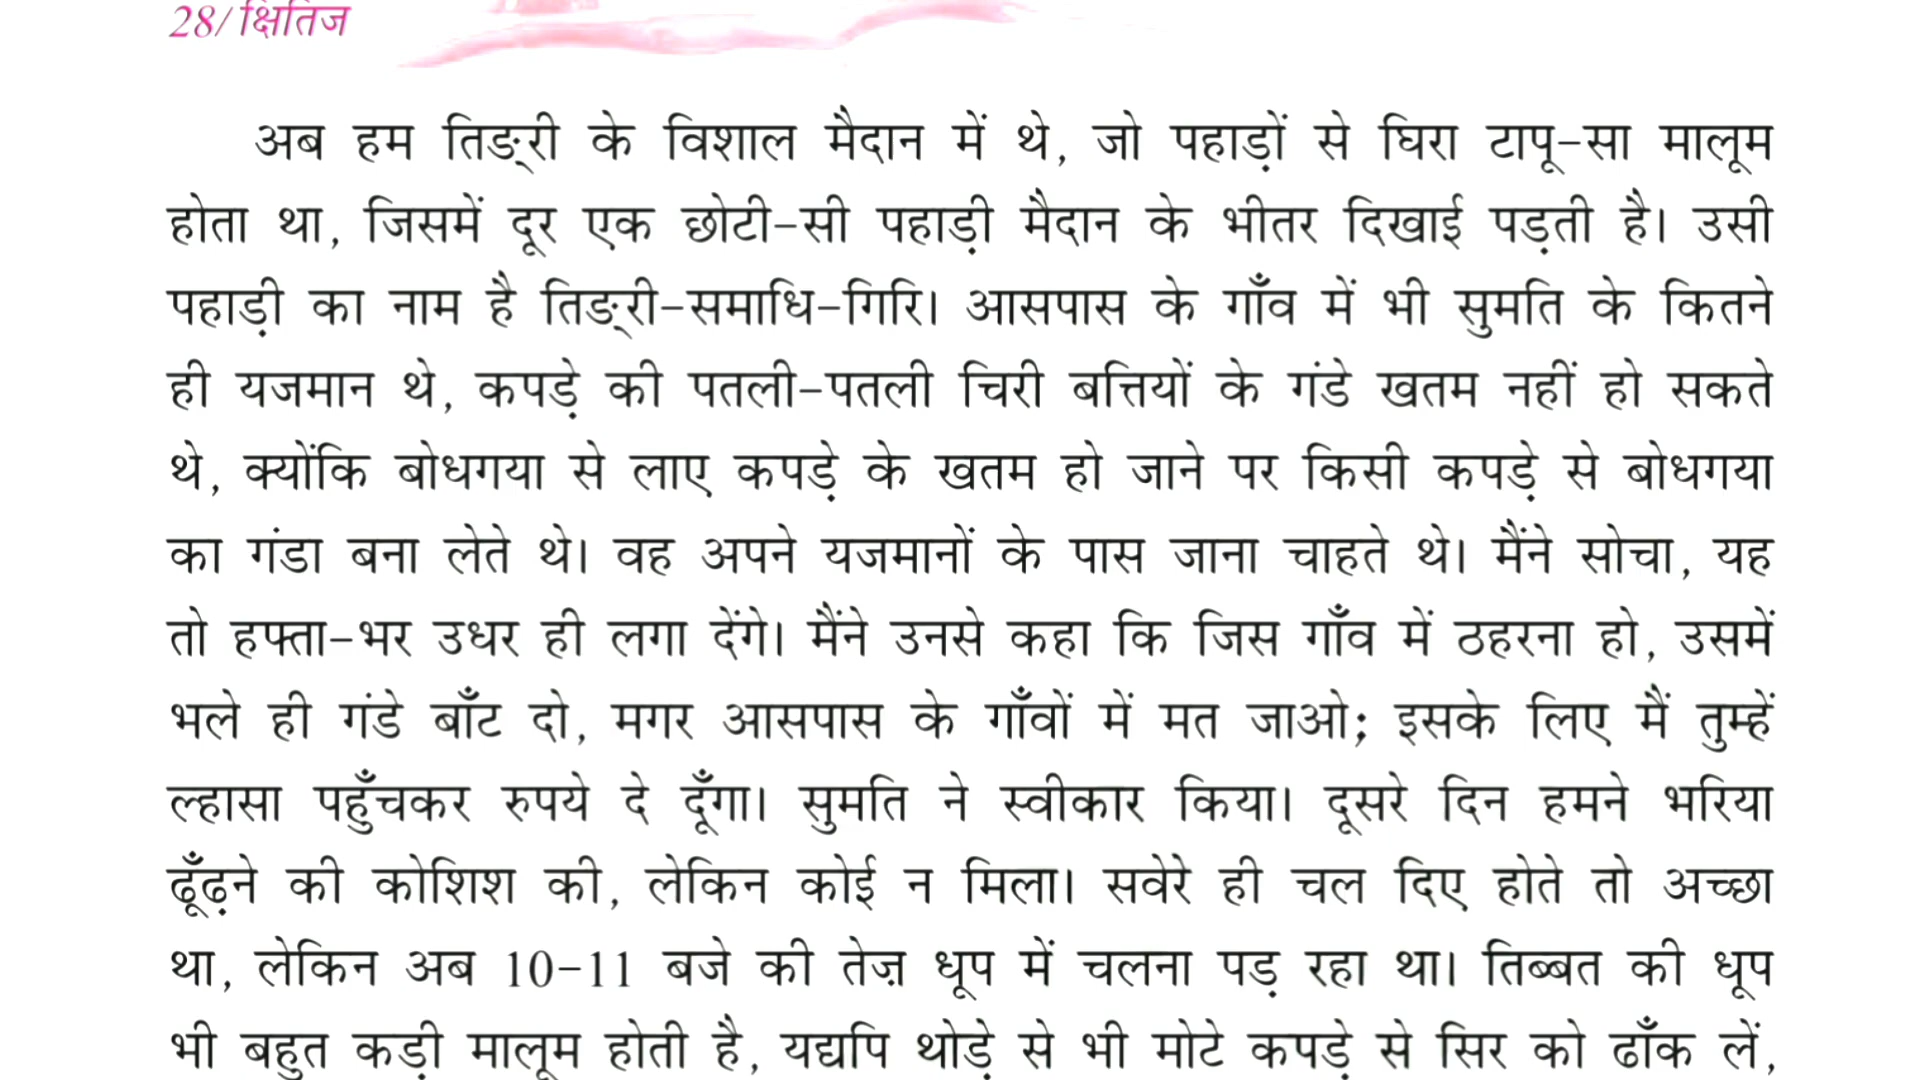 28/क्षितिज
अब हम तिङ्री के विशाल मैदान में थे, जो पहाड़ों से घिरा टापू-सा मालूम
होता था, जिसमें दूर एक छोटी-सी पहाड़ी मैदान के भीतर दिखाई पड़ती है। उसी
पहाड़ी का नाम है तिङ्री-समाधि-गिरि। आसपास के गाँव में भी सुमति के कितने
ही यजमान थे, कपड़े की पतली-पतली चिरी बत्तियों के गंडे खतम नहीं हो सकते
थे, क्योंकि बोधगया से लाए कपड़े के खतम हो जाने पर किसी कपड़े से बोधगया
का गंडा बना लेते थे। वह अपने यजमानों के पास जाना चाहते थे। मैंने सोचा, यह
तो हफ्ता-भर उधर ही लगा देंगे। मैंने उनसे कहा कि जिस गाँव में ठहरना हो, उसमें
भले ही गंडे बाँट दो, मगर आसपास के गाँवों में मत जाओ; इसके लिए मैं तुम्हें
ल्हासा पहुँचकर रुपये दे दूँगा। सुमति ने स्वीकार किया। दूसरे दिन हमने भरिया
ढूँढ़ने की कोशिश की, लेकिन कोई न मिला। सवेरे ही चल दिए होते तो अच्छा
था, लेकिन अब 10-11 बजे की तेज़ धूप में चलना पड़ रहा था। तिब्बत की धूप
भी बहुत कड़ी मालूम होती है, यद्यपि थोड़े से भी मोटे कपड़े से सिर को ढाँक लें,